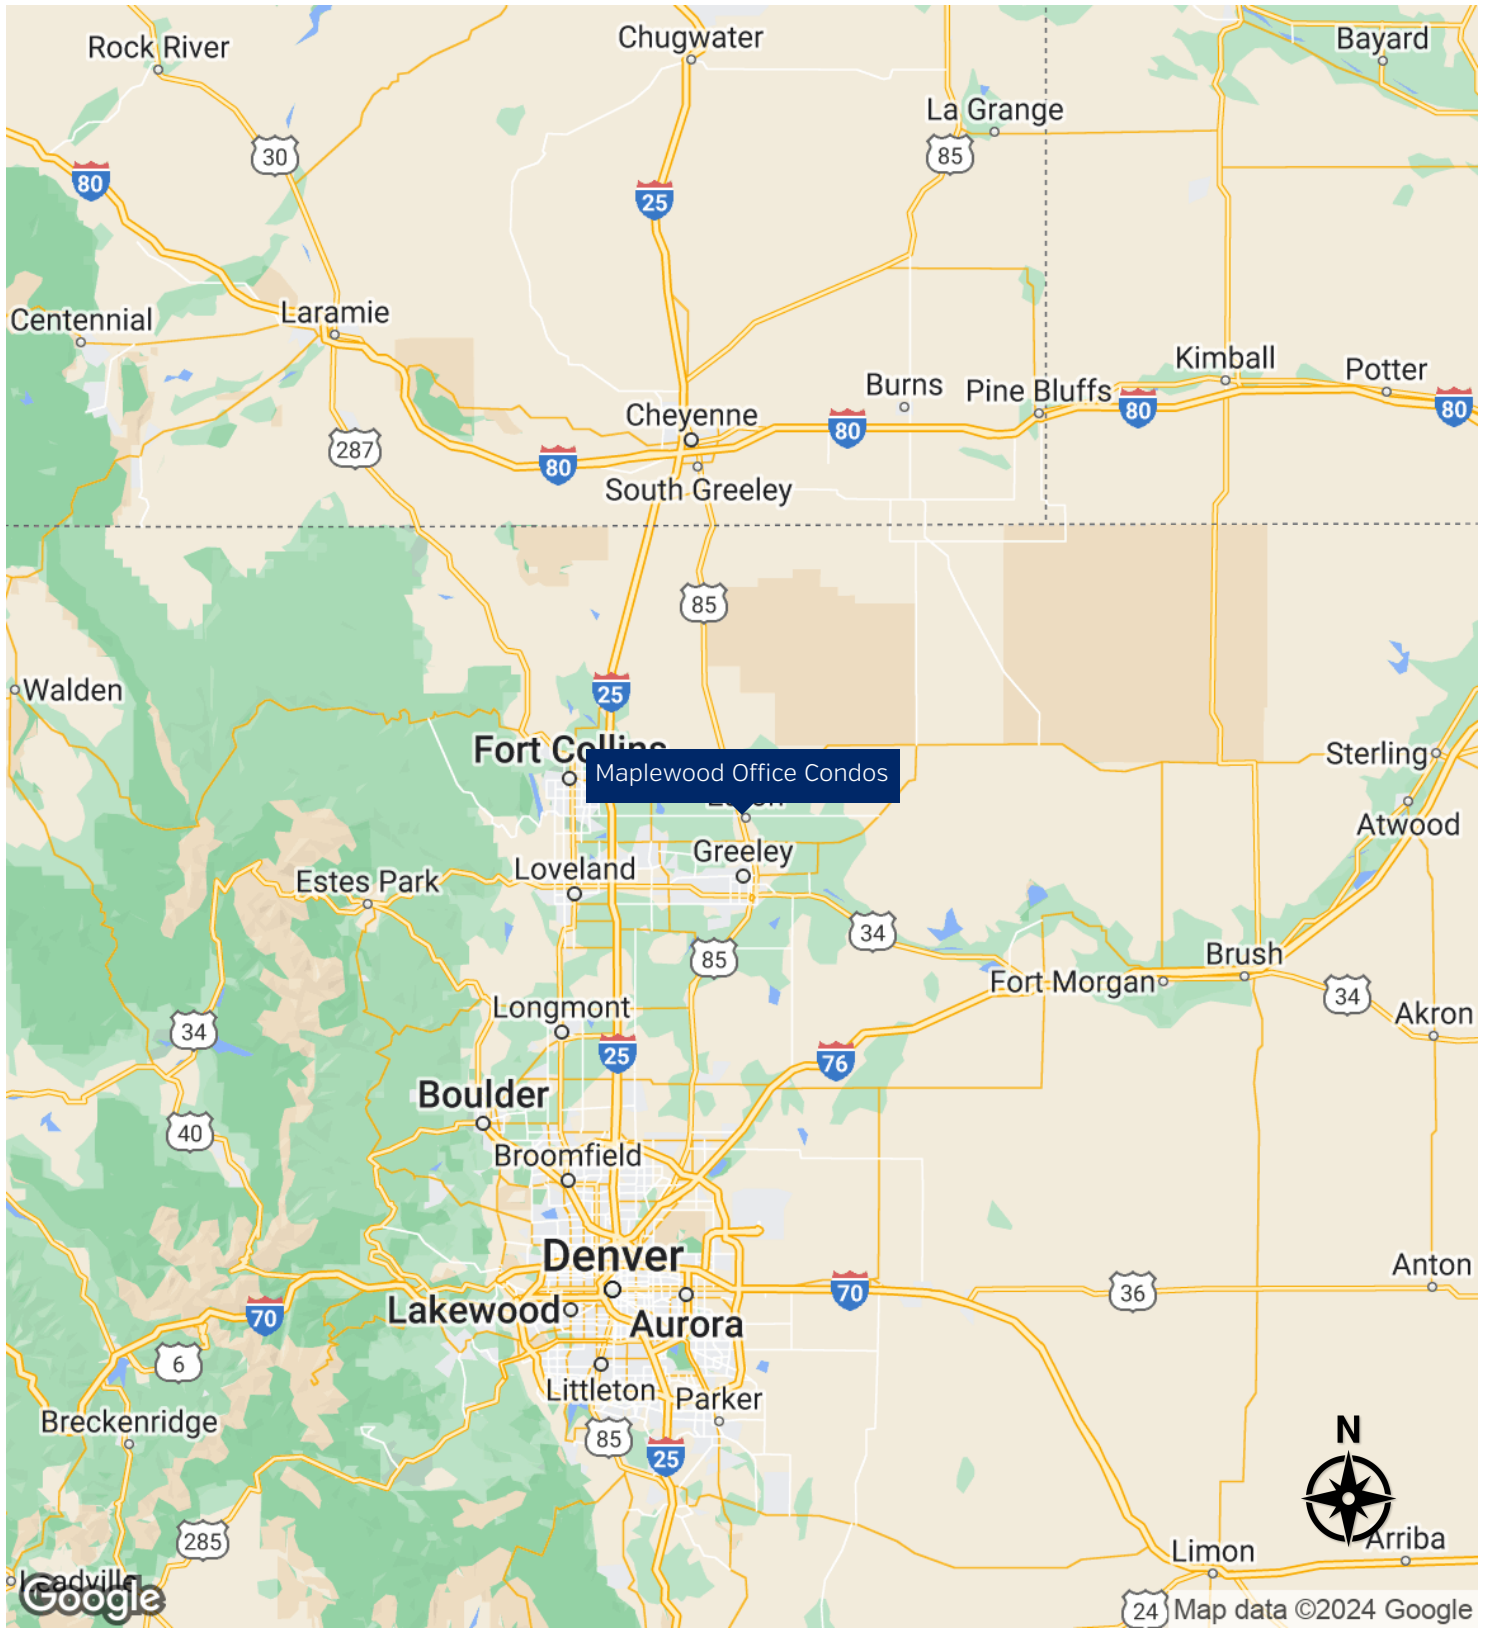 Rock River
Chugwater
Bayard
La Grange
30
85
80
25
Centennial
Laramie
Kimball
Potter
Burns
Pine Bluffs
80
80
80
Cheyenne
287
80
South Greeley
85
Walden
25
Fort Collins
Maplewood Office Condos
Sterling
Atwood
Greeley
Loveland
Estes Park
34
85
Brush
Fort Morgan
34
Longmont
Akron
34
25
76
Boulder
40
Broomfield
Denver
Anton
70
36
70
Lakewood
Aurora
6
Littleton
Parker
Breckenridge
85
25
N
285
Limon
Arriba
Leadville
Google
24
Map data ©2024 Google